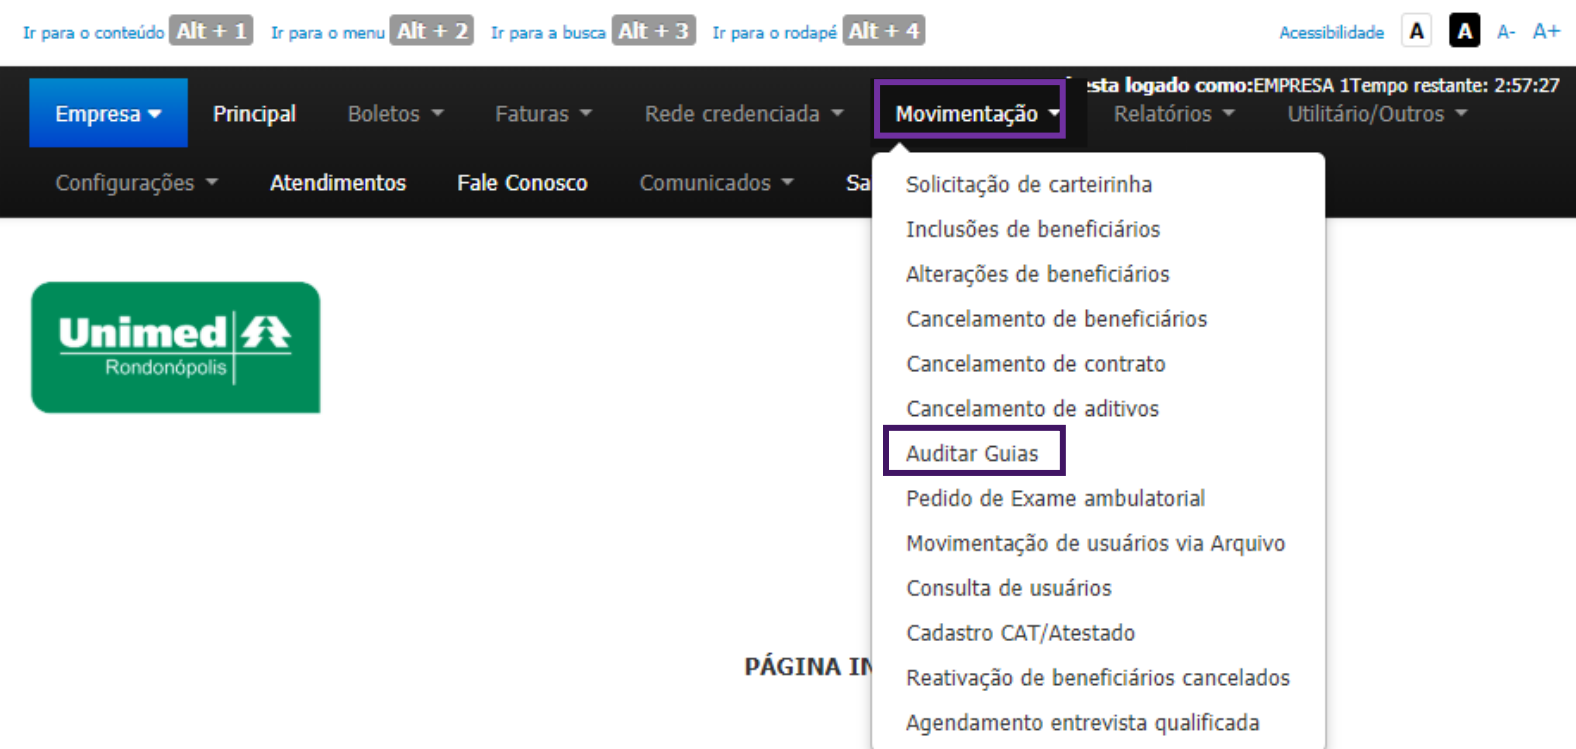 Ir para o conteúdo Alt + 1 Ir para o menu Alt + 2 Ir para a busca Alt + 3 Ir para o rodapé Alt + 4 Acessibilidade A A A- A+
esta logado como:EMPRESA 1Tempo restante: 2:57:27
Empresa Principal Boletos Faturas Rede credenciada Movimentação Relatórios Utilitário/Outros
Configurações Atendimentos Fale Conosco Comunicados
Solicitação de carteirinha
Inclusões de beneficiários
Alterações de beneficiários
Cancelamento de beneficiários
Cancelamento de contrato
Cancelamento de aditivos
Auditar Guias
Pedido de Exame ambulatorial
Movimentação de usuários via Arquivo
Consulta de usuários
Cadastro CAT/Atestado
Reativação de beneficiários cancelados
Agendamento entrevista qualificada
Unimed
Rondonópolis
PÁGINA